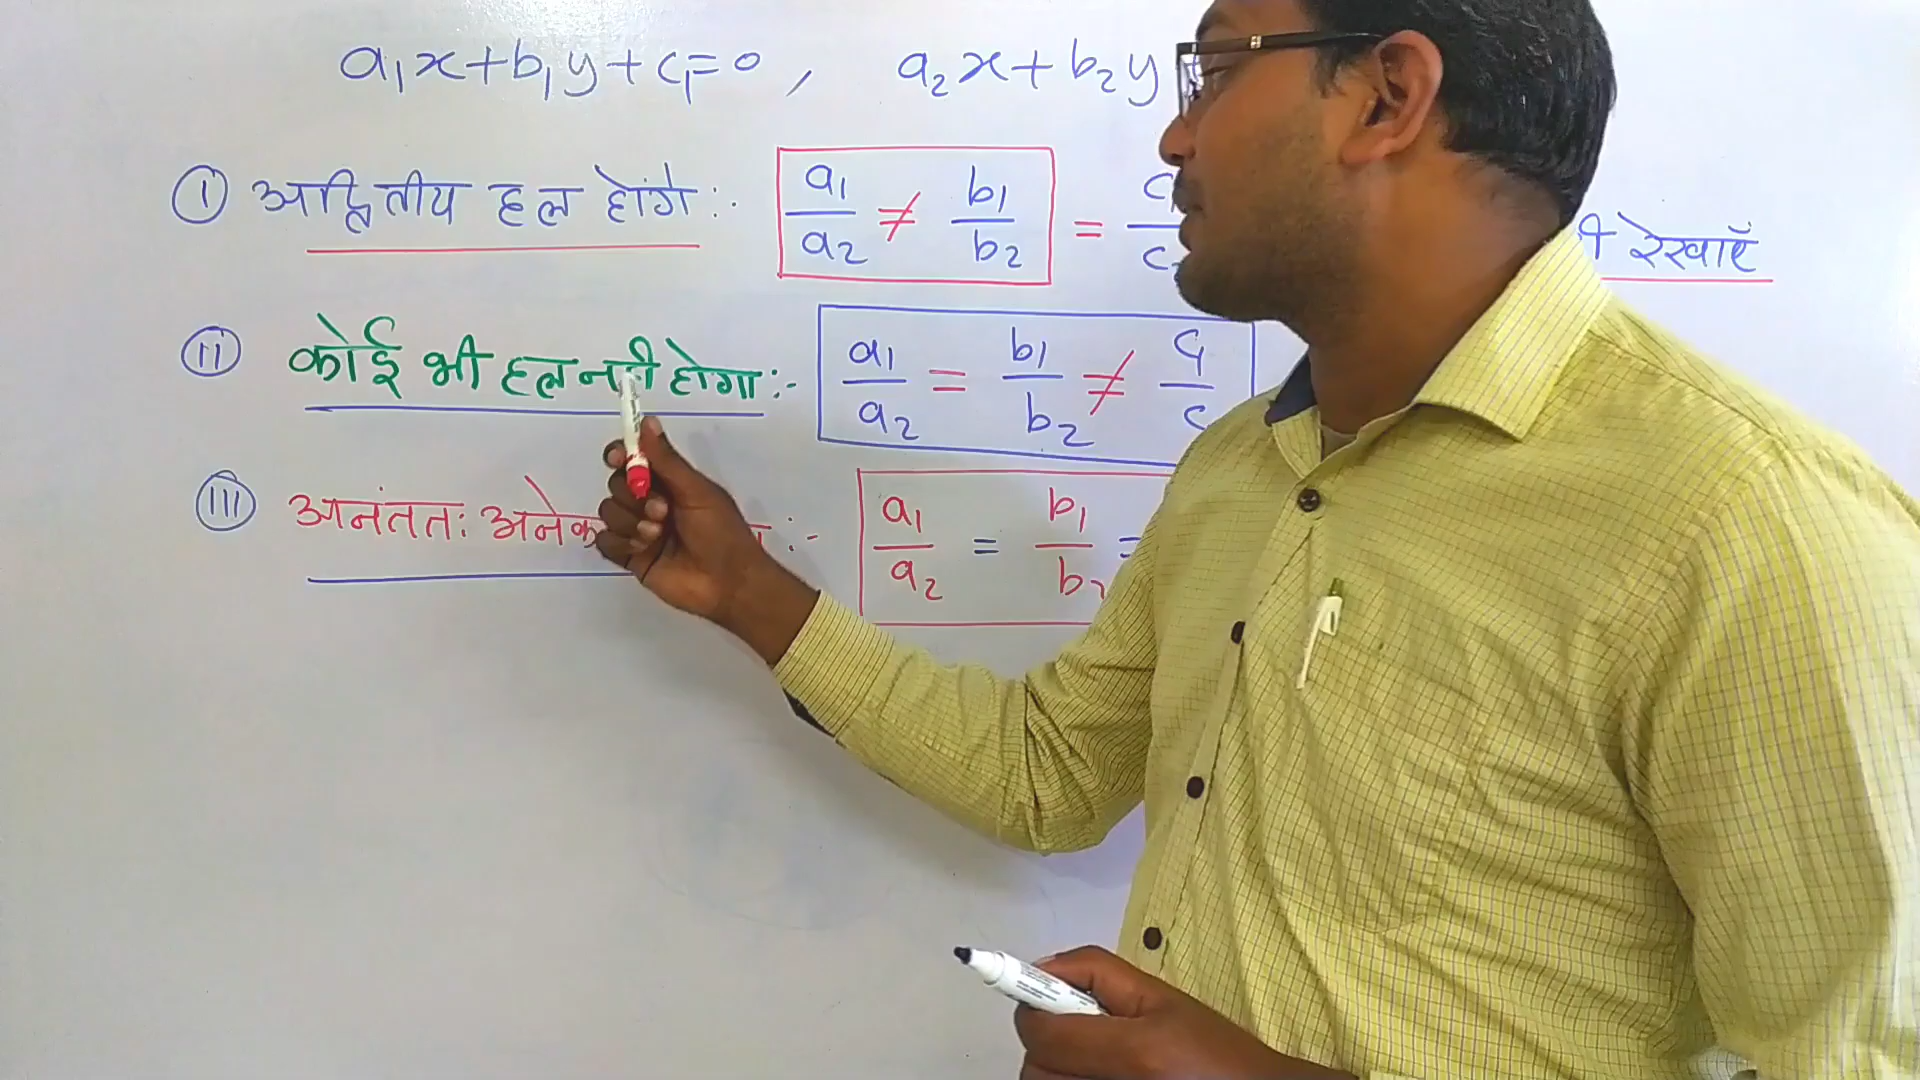 a₁x+b₁y+c₁=0, a₂x+b₂y
(I) अद्वितीय हल होंगे:- a₁/a₂ ≠ b₁/b₂ = रेखाएँ
(II) कोई भी हल नही होगा:- a₁/a₂ = b₁/b₂ ≠ c₁/c
(III) अनंततः अनेक :- a₁/a₂ = b₁/b₂ =